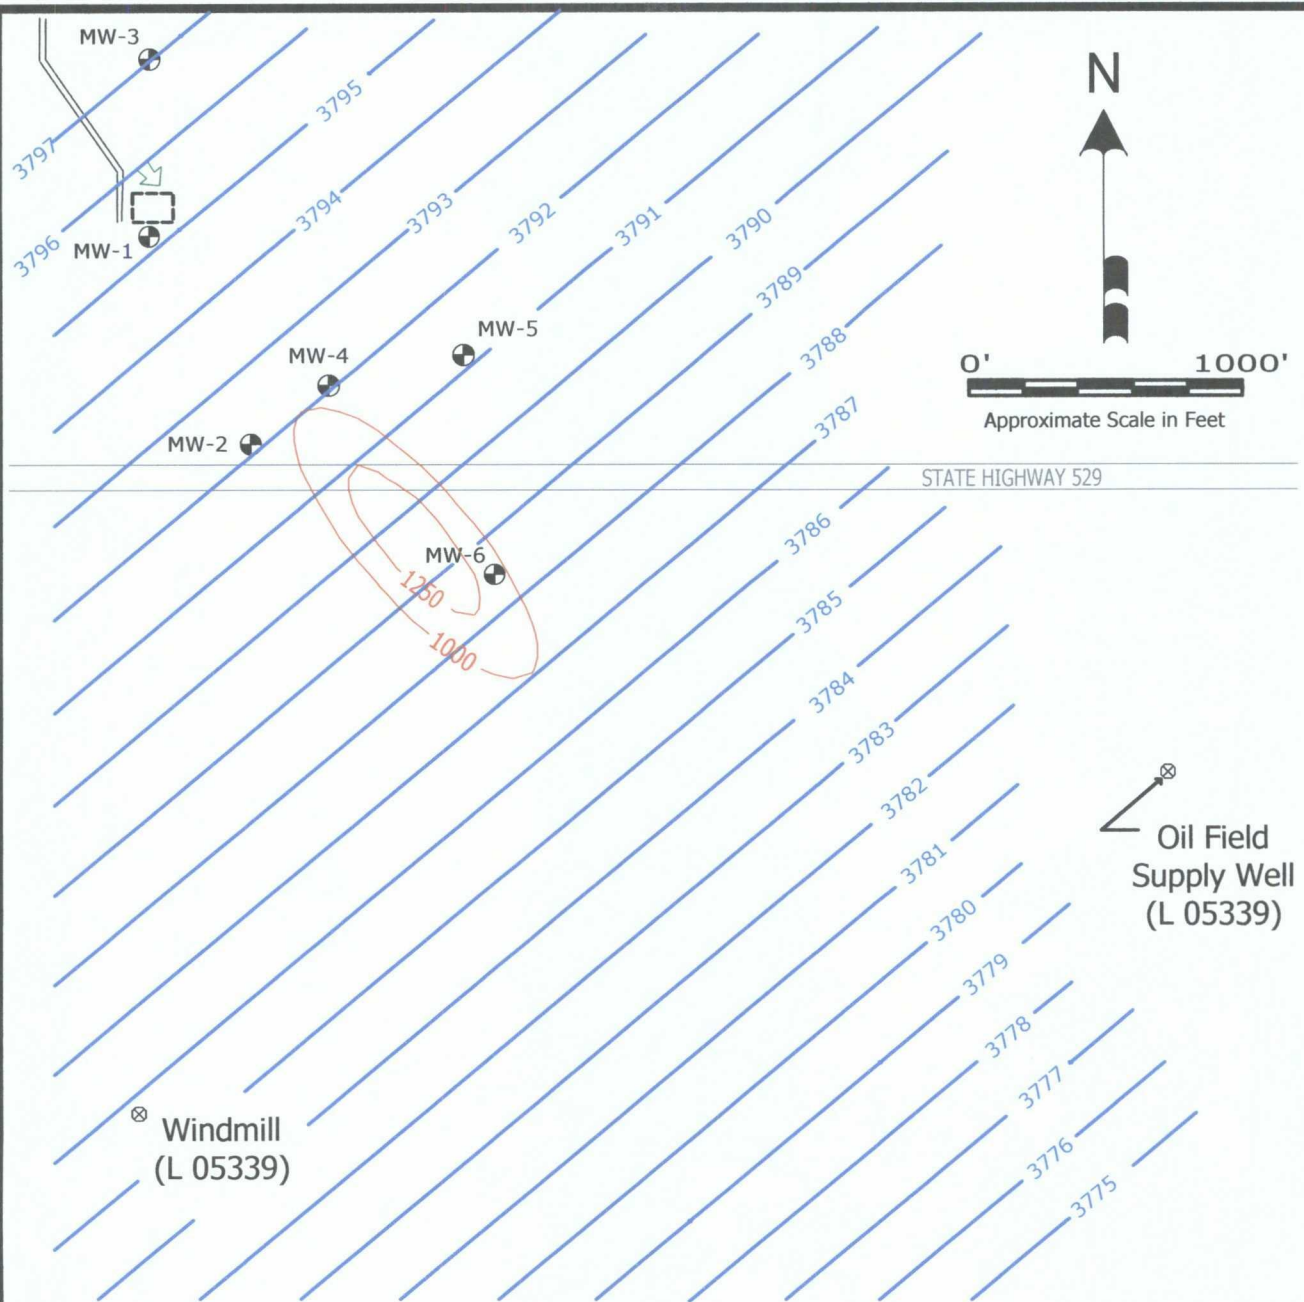 MW-3
N
3795
3797
3794
3793
3792
3791
3790
3796
MW-1
3789
3788
MW-5
MW-4
0' 1000'
Approximate Scale in Feet
3787
MW-2
STATE HIGHWAY 529
3786
MW-6
1250
3785
1000
3784
3783
3782
Oil Field
Supply Well
(L 05339)
3781
3780
3779
3778
3777
Windmill
(L 05339)
3776
3775